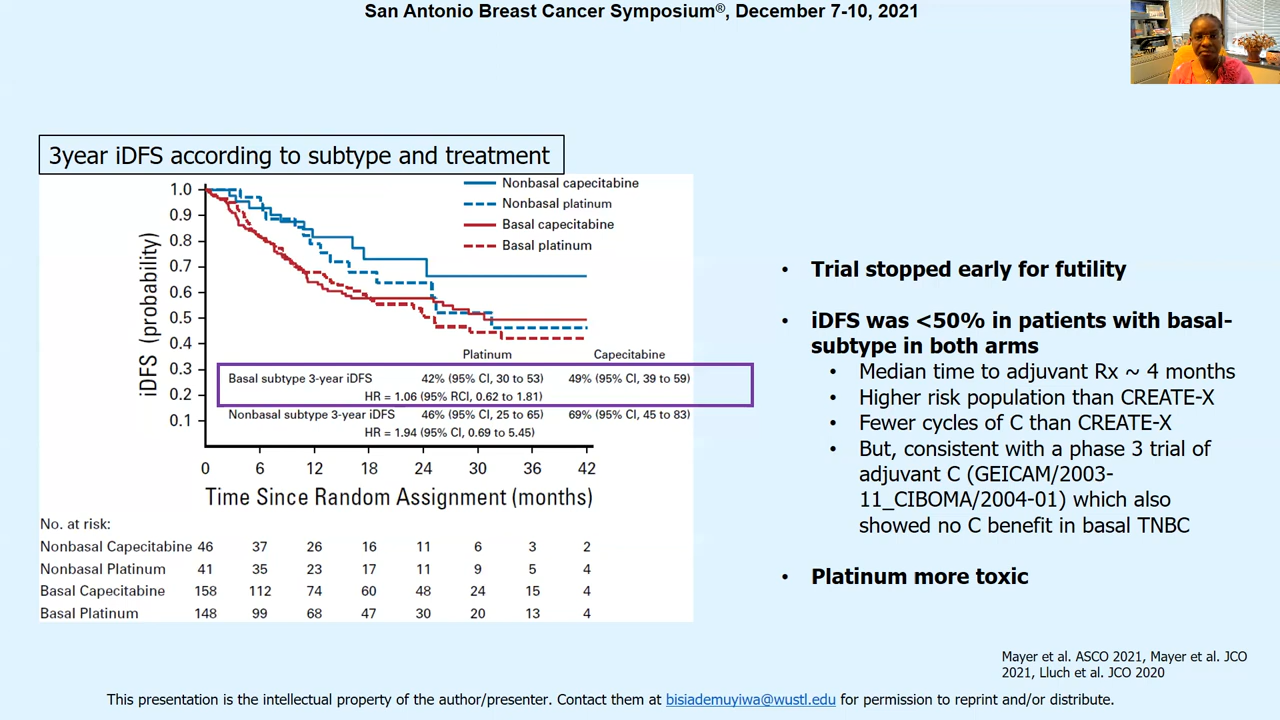 San Antonio Breast Cancer Symposium®, December 7-10, 2021
3year iDFS according to subtype and treatment
iDFS (probability)
1.0
0.9
0.8
0.7
0.6
0.5
0.4
0.3
0.2
0.1
Nonbasal capecitabine
Nonbasal platinum
Basal capecitabine
Basal platinum
Platinum Capecitabine
Basal subtype 3-year iDFS 42% (95% CI, 30 to 53) 49% (95% CI, 39 to 59)
HR = 1.06 (95% RCI, 0.62 to 1.81)
Nonbasal subtype 3-year iDFS 46% (95% CI, 25 to 65) 69% (95% CI, 45 to 83)
HR = 1.94 (95% CI, 0.69 to 5.45)
0 6 12 18 24 30 36 42
Time Since Random Assignment (months)
No. at risk:
Nonbasal Capecitabine 46 37 26 16 11 6 3 2
Nonbasal Platinum 41 35 23 17 11 9 5 4
Basal Capecitabine 158 112 74 60 48 24 15 4
Basal Platinum 148 99 68 47 30 20 13 4
• Trial stopped early for futility
• iDFS was <50% in patients with basal-
subtype in both arms
• Median time to adjuvant Rx ~ 4 months
• Higher risk population than CREATE-X
• Fewer cycles of C than CREATE-X
• But, consistent with a phase 3 trial of
adjuvant C (GEICAM/2003-
11_CIBOMA/2004-01) which also
showed no C benefit in basal TNBC
• Platinum more toxic
Mayer et al. ASCO 2021, Mayer et al. JCO
2021, Lluch et al. JCO 2020
This presentation is the intellectual property of the author/presenter. Contact them at bisiademuyiwa@wustl.edu for permission to reprint and/or distribute.